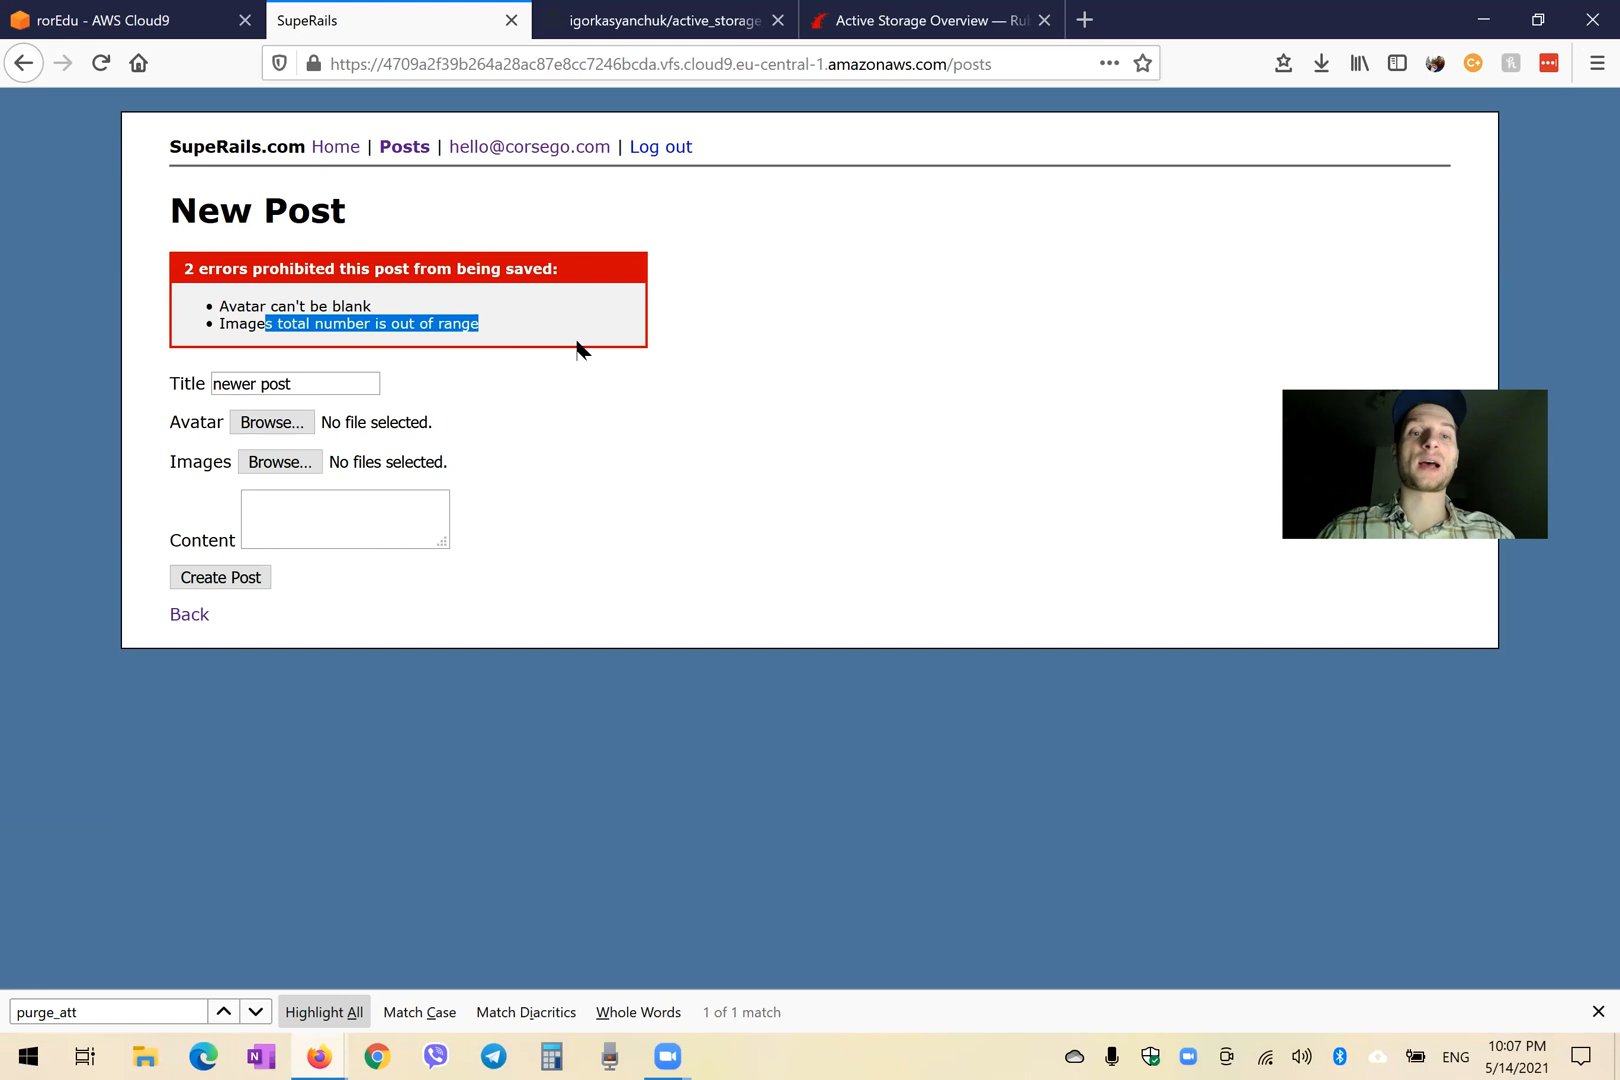 rorEdu - AWS Cloud9
SupeRails
igorkasyanchuk/active_storage_
Active Storage Overview — Ru
https://4709a2f39b264a28ac87e8cc7246bcda.vfs.cloud9.eu-central-1.amazonaws.com/posts
SupeRails.com Home | Posts | hello@corsego.com | Log out
New Post
2 errors prohibited this post from being saved:
• Avatar can't be blank
• Images total number is out of range
Title newer post
Avatar Browse... No file selected.
Images Browse... No files selected.
Content
Create Post
Back
purge_att Highlight All Match Case Match Diacritics Whole Words 1 of 1 match
ENG
10:07 PM
5/14/2021